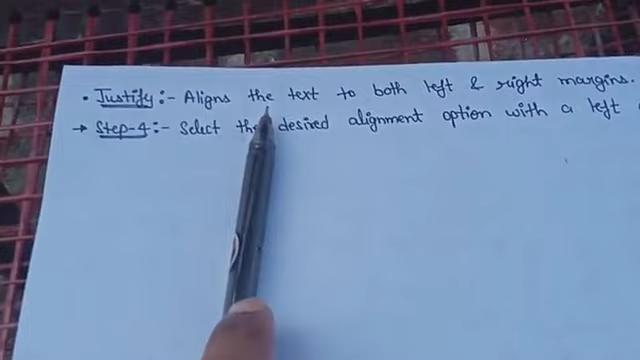 • Justify :- Aligns the text to both left & right margins.
→ Step-4 :- Select the desired alignment option with a left